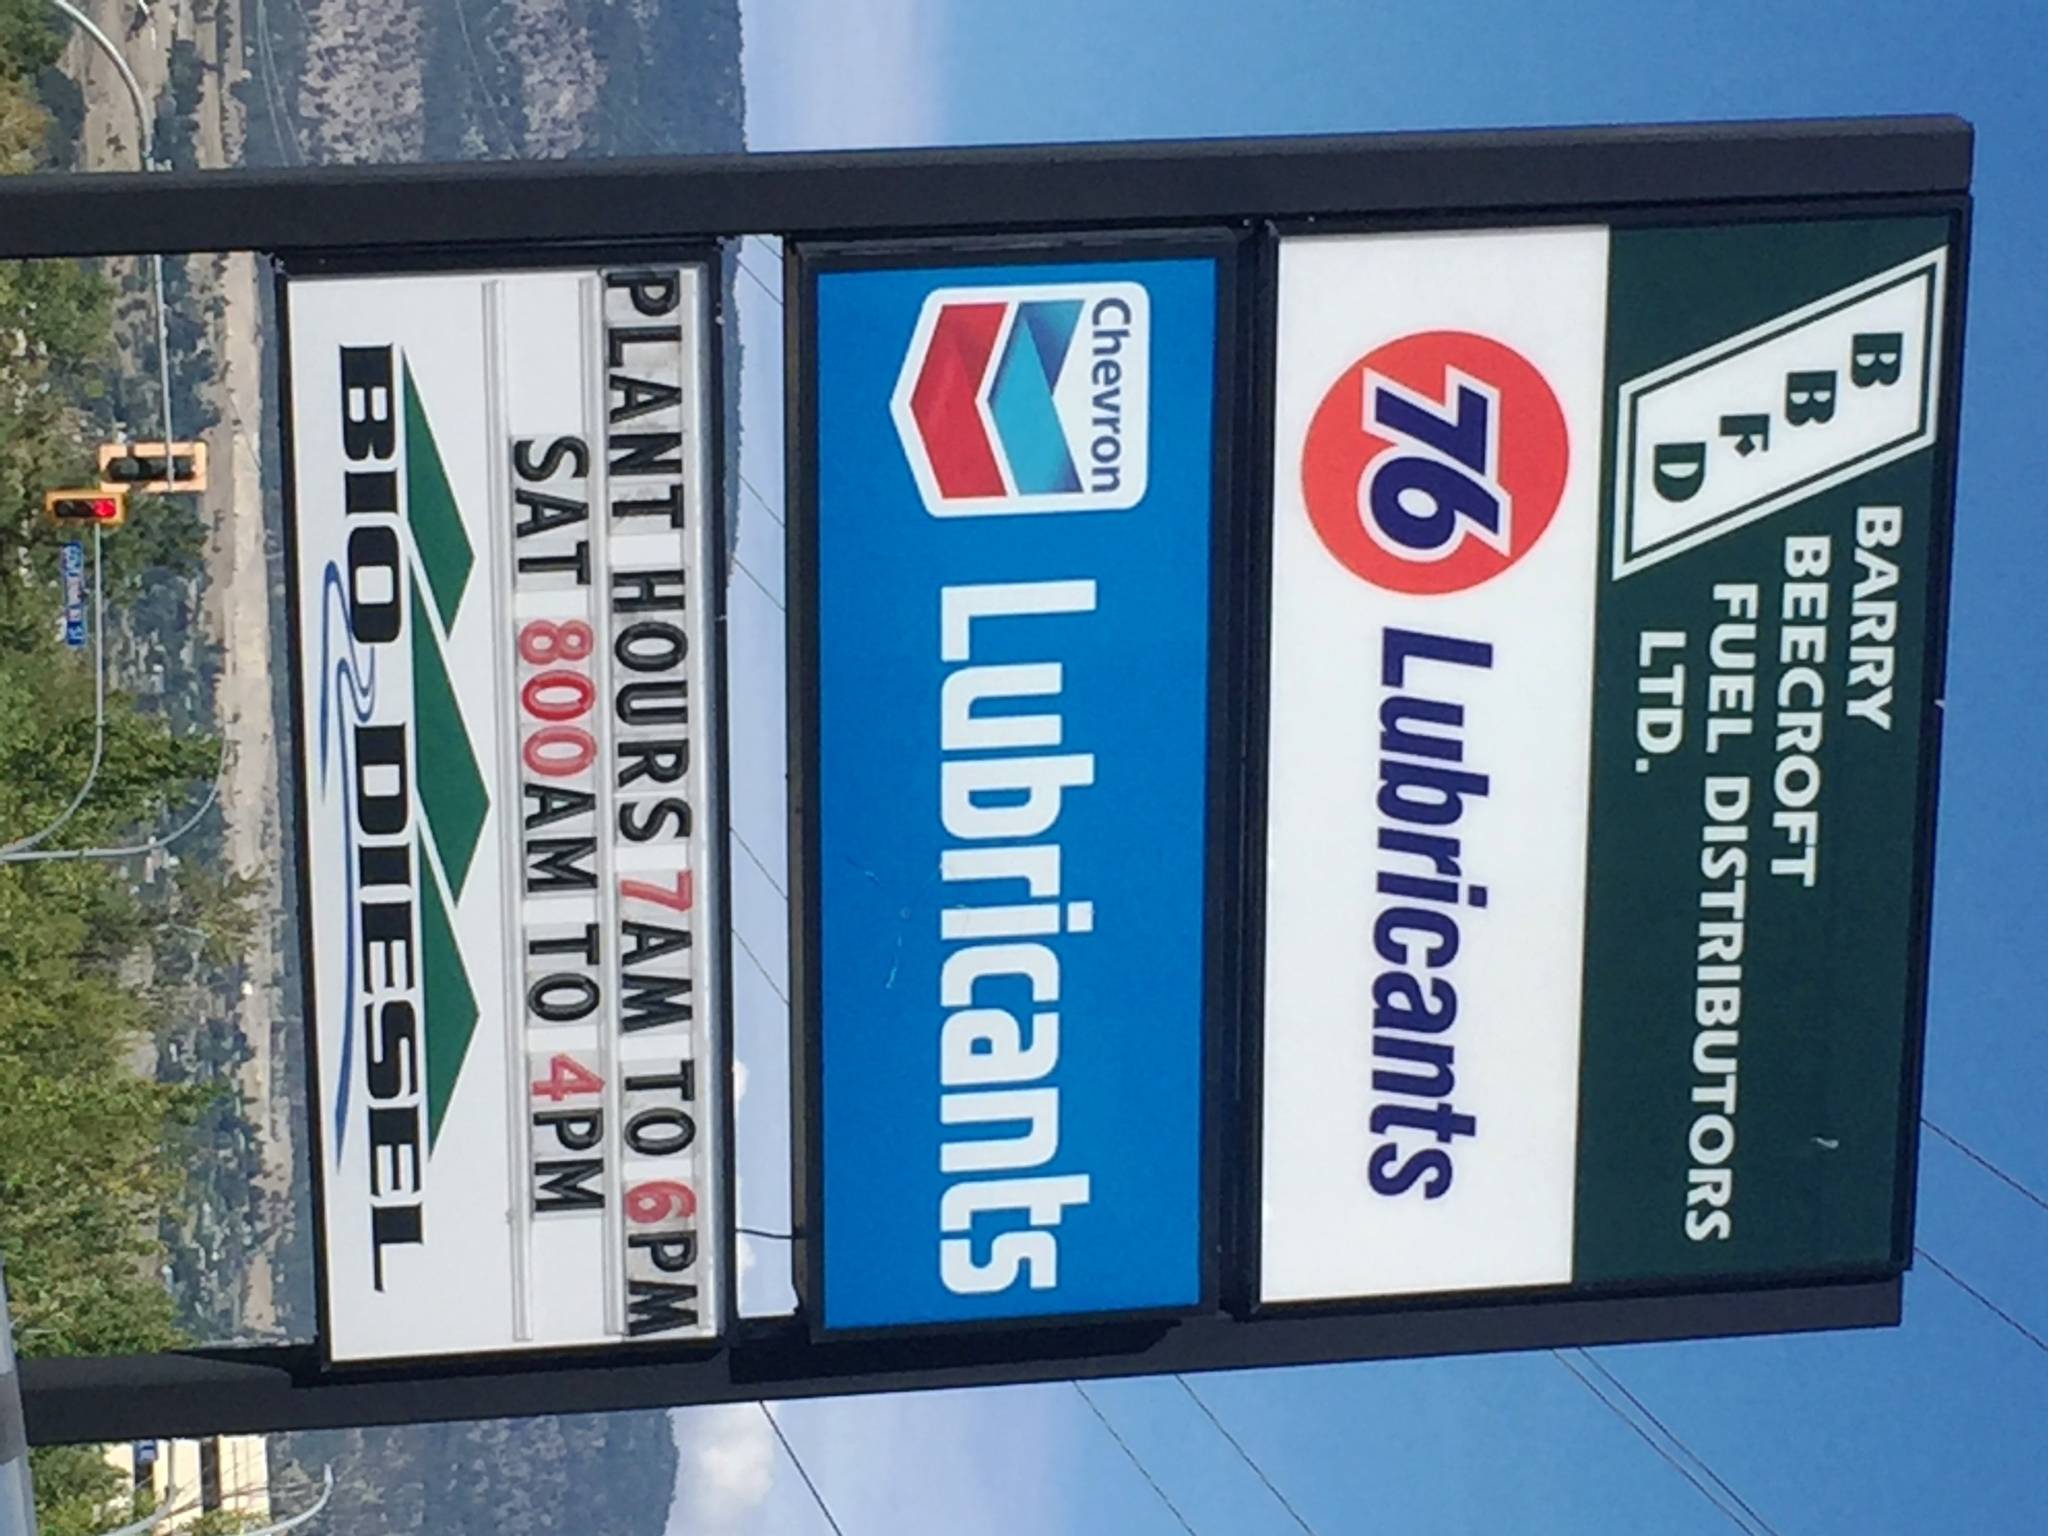 B
B
F
D
BARRY
BEECROFT
FUEL DISTRIBUTORS
LTD.
76 Lubricants
Chevron
Lubricants
PLANT HOURS 7AM TO 6PM
SAT 800AM TO 4PM
BIO DIESEL